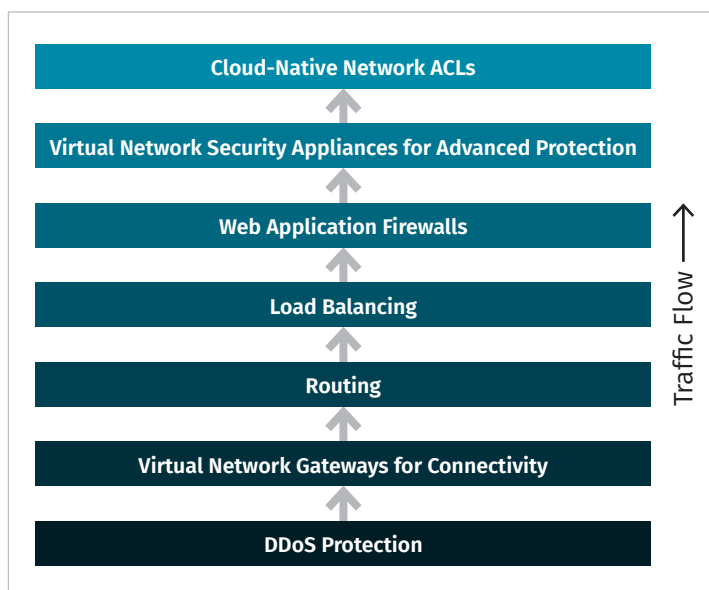 Cloud-Native Network ACLs
Virtual Network Security Appliances for Advanced Protection
Web Application Firewalls
Load Balancing
Routing
Virtual Network Gateways for Connectivity
DDoS Protection
Traffic Flow